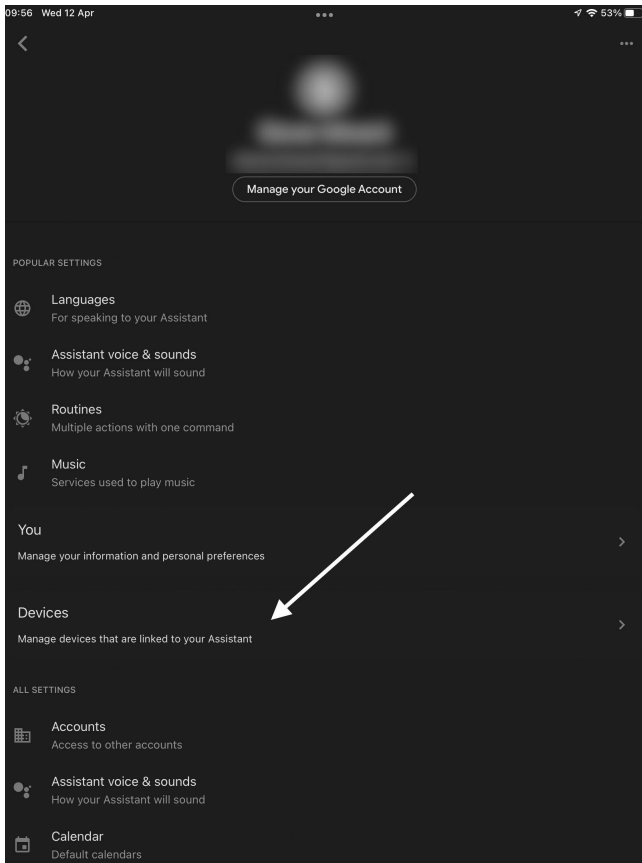 09:56 Wed 12 Apr
53%
Manage your Google Account
POPULAR SETTINGS
Languages
For speaking to your Assistant
Assistant voice & sounds
How your Assistant will sound
Routines
Multiple actions with one command
Music
Services used to play music
You
Manage your information and personal preferences
Devices
Manage devices that are linked to your Assistant
ALL SETTINGS
Accounts
Access to other accounts
Assistant voice & sounds
How your Assistant will sound
Calendar
Default calendars